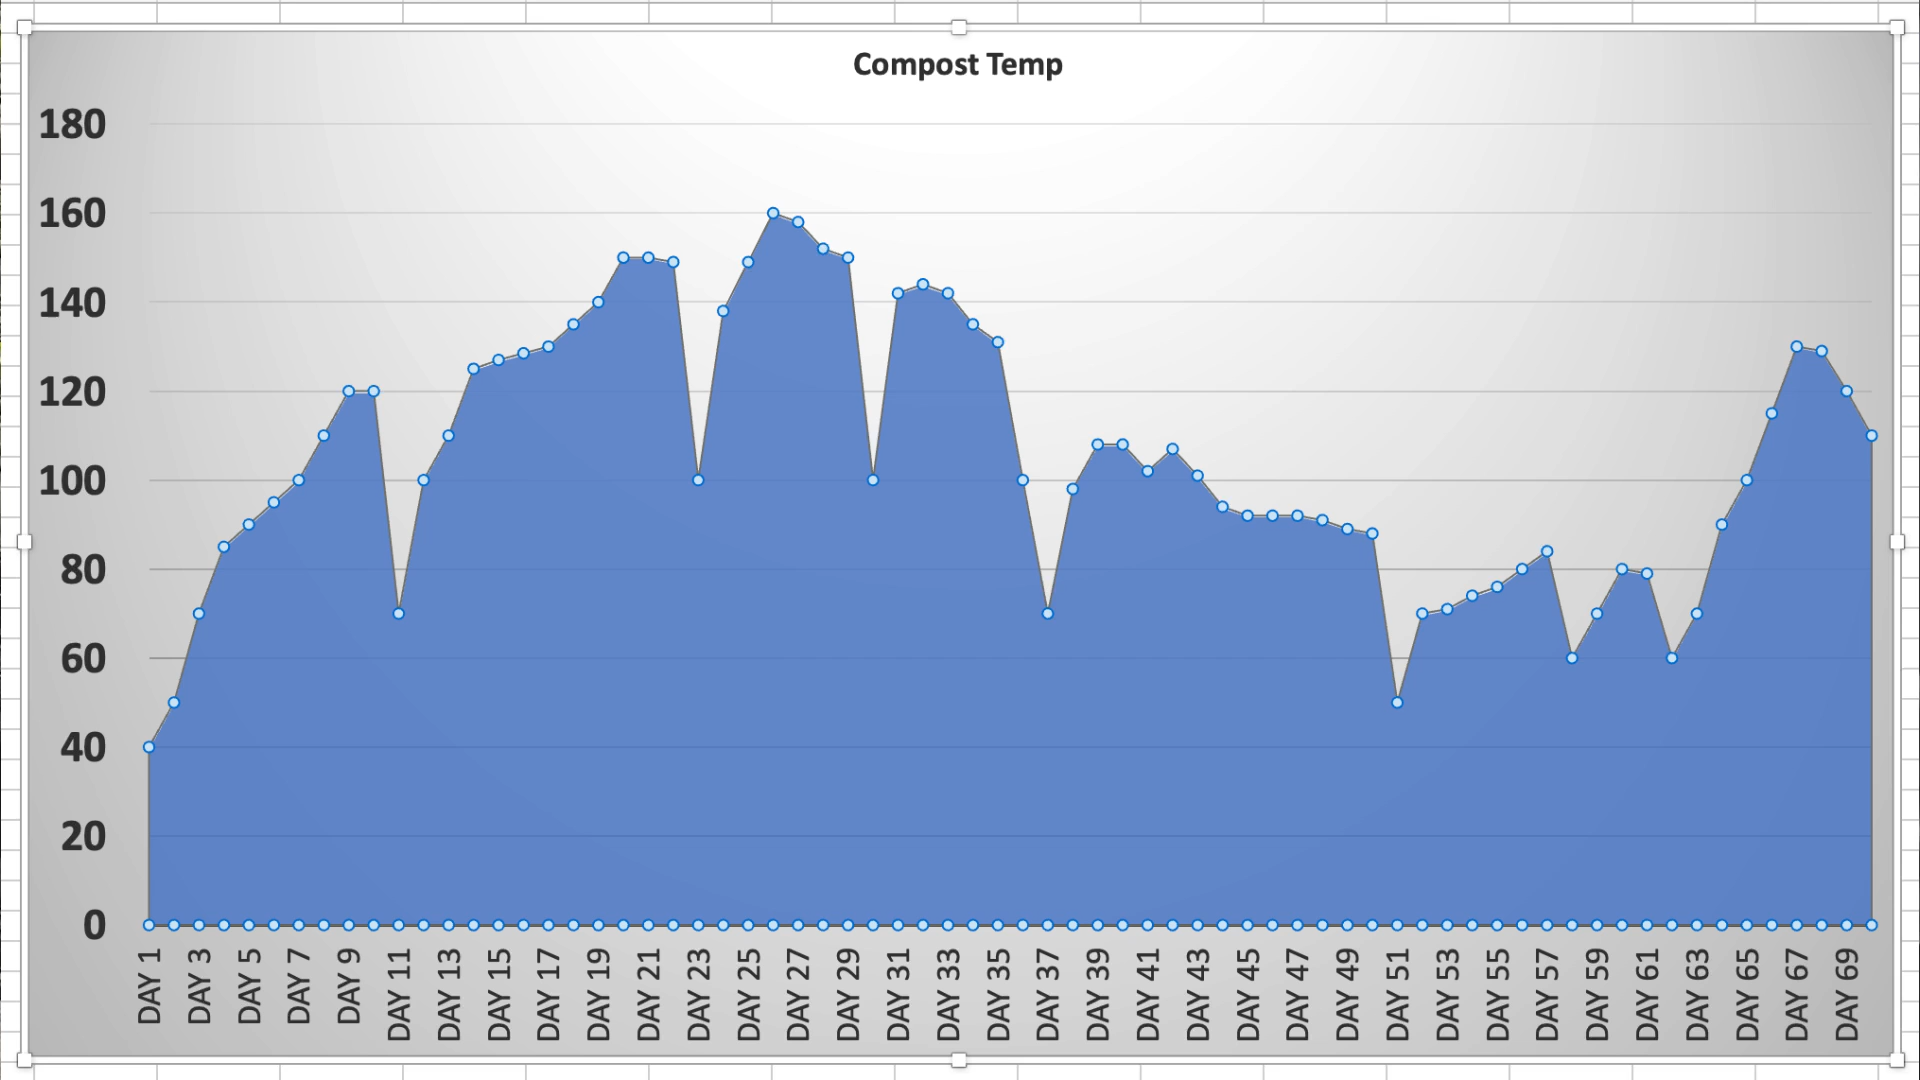 Compost Temp
180
160
140
120
100
80
60
40
20
0
DAY 1
DAY 3
DAY 5
DAY 7
DAY 9
DAY 11
DAY 13
DAY 15
DAY 17
DAY 19
DAY 21
DAY 23
DAY 25
DAY 27
DAY 29
DAY 31
DAY 33
DAY 35
DAY 37
DAY 39
DAY 41
DAY 43
DAY 45
DAY 47
DAY 49
DAY 51
DAY 53
DAY 55
DAY 57
DAY 59
DAY 61
DAY 63
DAY 65
DAY 67
DAY 69